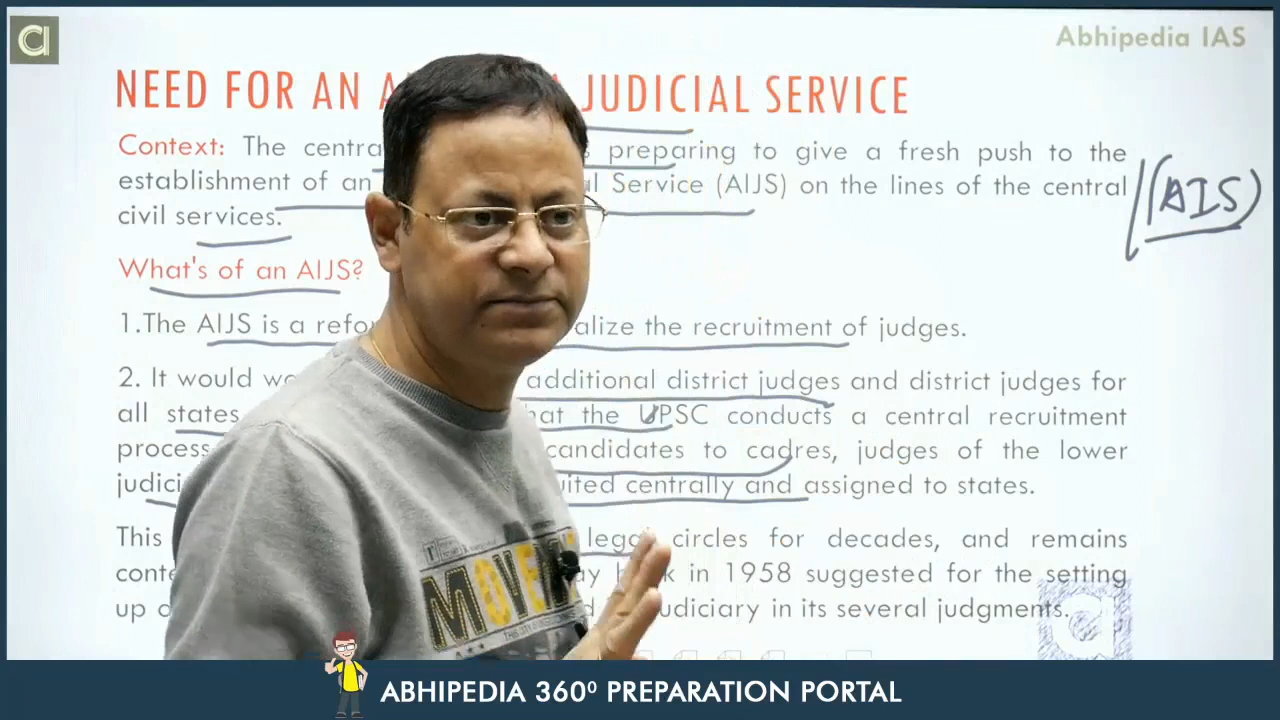 Abhipedia IAS
NEED FOR AN A JUDICIAL SERVICE
Context: The centra preparing to give a fresh push to the
establishment of an Service (AIJS) on the lines of the central
civil services.
(AIS)
What's of an AIJS?
1.The AIJS is a refo alize the recruitment of judges.
2. It would additional district judges and district judges for
all states hat the UPSC conducts a central recruitment
process candidates to cadres, judges of the lower
judici uited centrally and assigned to states.
This legal circles for decades, and remains
conte in 1958 suggested for the setting
up judiciary in its several judgments.
MOVEM
ABHIPEDIA 360º PREPARATION PORTAL